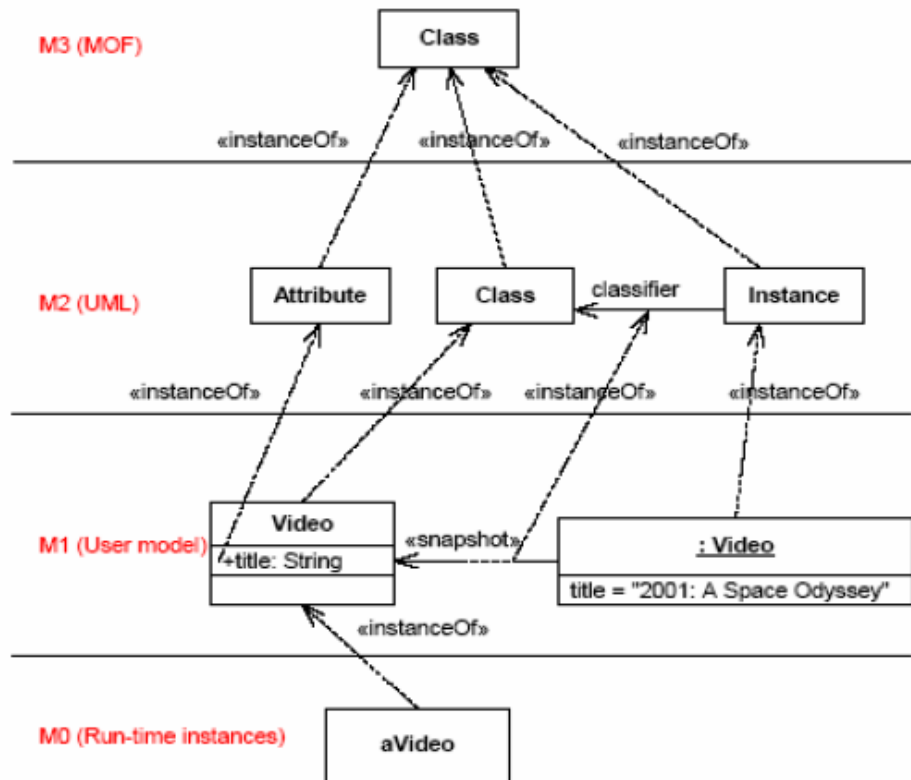 M3 (MOF)
Class
«instanceOf» «instanceOf» «instanceOf»
M2 (UML)
Attribute
Class
classifier
Instance
«instanceOf» «instanceOf» «instanceOf» «instanceOf»
M1 (User model)
Video
+title: String
«snapshot»
: Video
title = "2001: A Space Odyssey"
«instanceOf»
M0 (Run-time instances)
aVideo